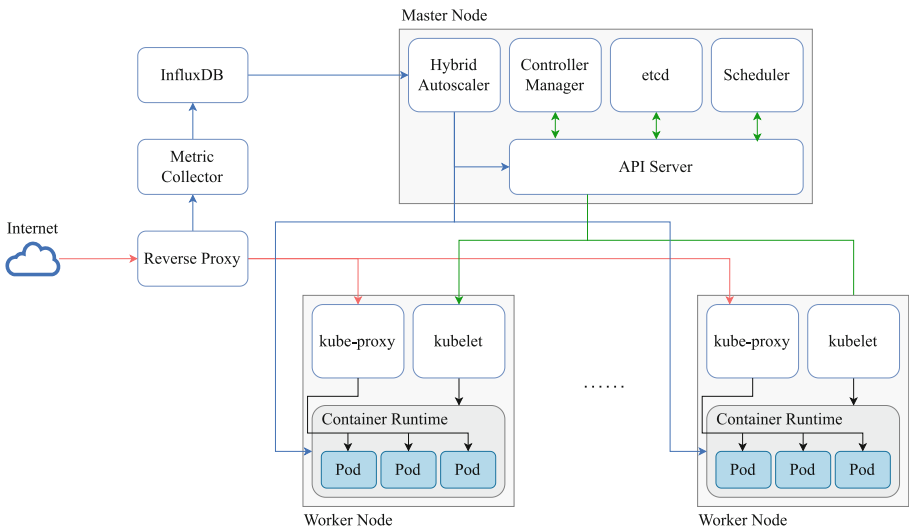 Master Node
InfluxDB
Hybrid
Autoscaler
Controller
Manager
etcd
Scheduler
Metric
Collector
API Server
Internet
Reverse Proxy
kube-proxy
kubelet
kube-proxy
kubelet
......
Container Runtime
Container Runtime
Pod
Pod
Pod
Pod
Pod
Pod
Worker Node
Worker Node